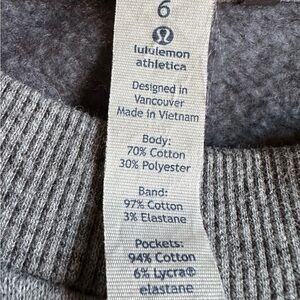 6
lululemon
athletica
Designed in
Vancouver
Made in Vietnam
Body:
70% Cotton
30% Polyester
Band:
97% Cotton
3% Elastane
Pockets:
94% Cotton
6% Lycra®
elastane